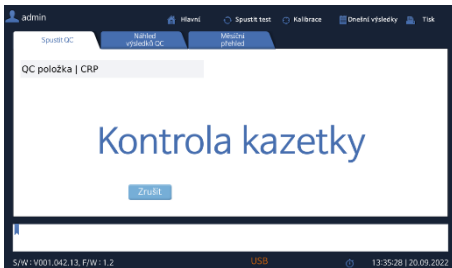 admin
Hlavní
Spustit test
Kalibrace
Dnešní výsledky
Tisk
Spustit QC
Náhled
výsledků QC
Měsíční
přehled
QC položka | CRP
Kontrola kazetky
Zrušit
S/W : V001.042.13, F/W : 1.2
USB
13:35:28 | 20.09.2022